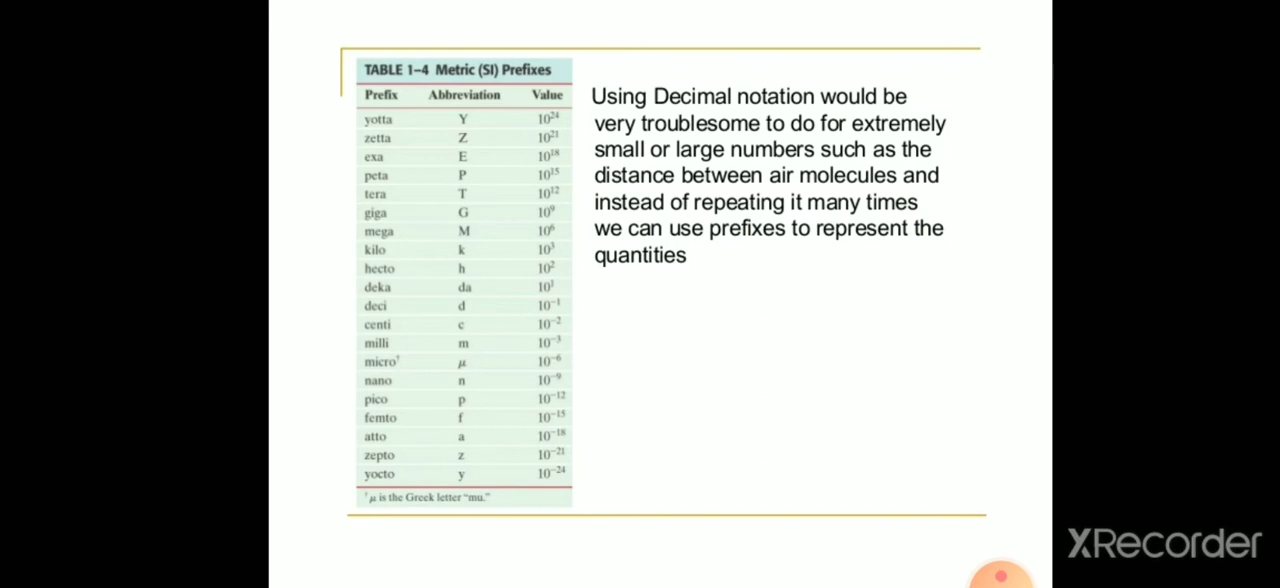 TABLE 1–4 Metric (SI) Prefixes
Prefix Abbreviation Value
yotta Y 10²⁴
zetta Z 10²¹
exa E 10¹⁸
peta P 10¹⁵
tera T 10¹²
giga G 10⁹
mega M 10⁶
kilo k 10³
hecto h 10²
deka da 10¹
deci d 10⁻¹
centi c 10⁻²
milli m 10⁻³
micro† μ 10⁻⁶
nano n 10⁻⁹
pico p 10⁻¹²
femto f 10⁻¹⁵
atto a 10⁻¹⁸
zepto z 10⁻²¹
yocto y 10⁻²⁴
† μ is the Greek letter “mu.”
Using Decimal notation would be
very troublesome to do for extremely
small or large numbers such as the
distance between air molecules and
instead of repeating it many times
we can use prefixes to represent the
quantities
XRecorder